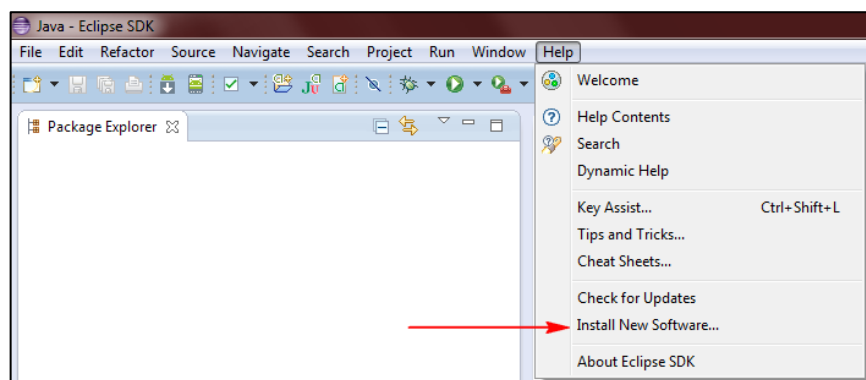 Java - Eclipse SDK
File Edit Refactor Source Navigate Search Project Run Window Help
Package Explorer
Welcome
Help Contents
Search
Dynamic Help
Key Assist... Ctrl+Shift+L
Tips and Tricks...
Cheat Sheets...
Check for Updates
Install New Software...
About Eclipse SDK